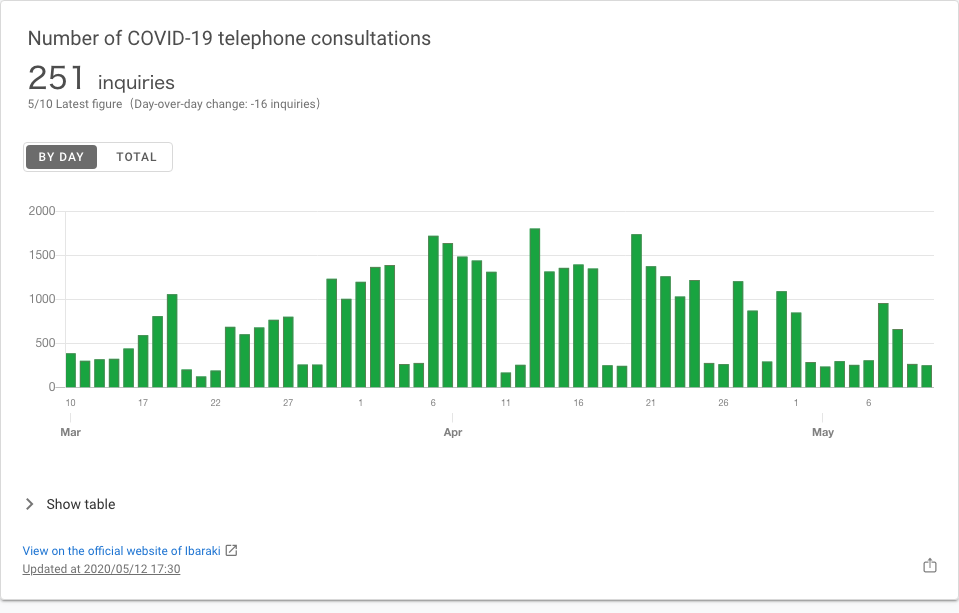 Number of COVID-19 telephone consultations
251 inquiries
5/10 Latest figure (Day-over-day change: -16 inquiries)
BY DAY TOTAL
2000
1500
1000
500
0
10 17 22 27 1 6 11 16 21 26 1 6
Mar Apr May
Show table
View on the official website of Ibaraki
Updated at 2020/05/12 17:30